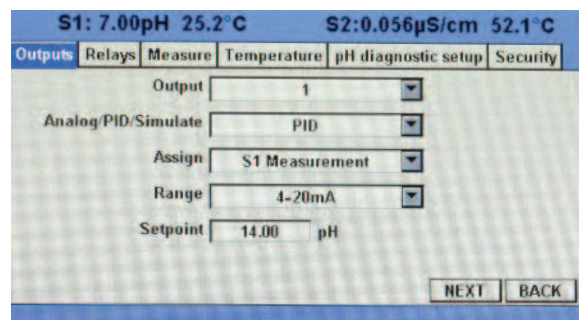 S1: 7.00pH 25.2°C S2:0.056µS/cm 52.1°C
Outputs Relays Measure Temperature pH diagnostic setup Security
Output 1
Analog/PID/Simulate PID
Assign S1 Measurement
Range 4-20mA
Setpoint 14.00 pH
NEXT BACK